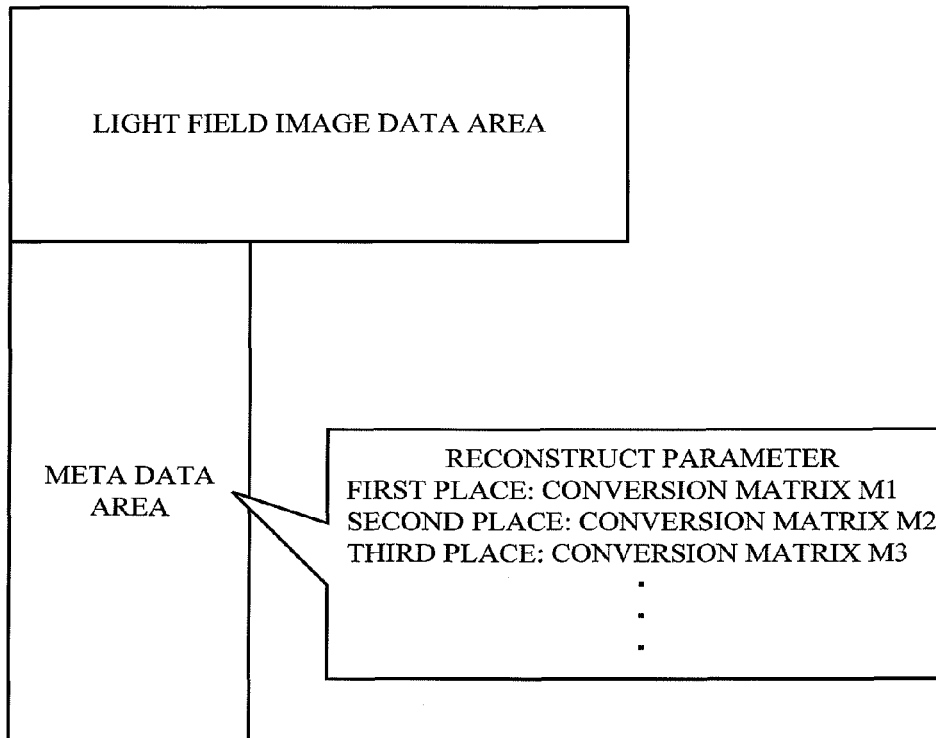 LIGHT FIELD IMAGE DATA AREA
META DATA
AREA
RECONSTRUCT PARAMETER
FIRST PLACE: CONVERSION MATRIX M1
SECOND PLACE: CONVERSION MATRIX M2
THIRD PLACE: CONVERSION MATRIX M3
.
.
.